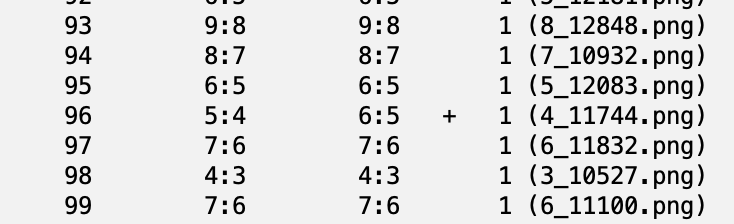 93 9:8 9:8 1 (8_12848.png)
94 8:7 8:7 1 (7_10932.png)
95 6:5 6:5 1 (5_12083.png)
96 5:4 6:5 + 1 (4_11744.png)
97 7:6 7:6 1 (6_11832.png)
98 4:3 4:3 1 (3_10527.png)
99 7:6 7:6 1 (6_11100.png)